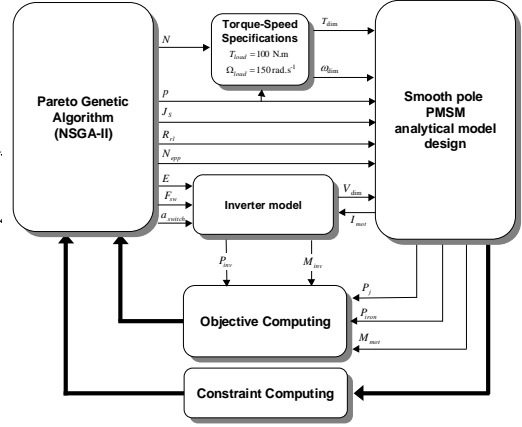 Pareto Genetic
Algorithm
(NSGA-II)
N
Torque-Speed
Specifications
T_load = 100 N.m
Ω_load = 150 rad.s⁻¹
T_dim
ω_dim
p
J_S
R_rl
N_epp
Smooth pole
PMSM
analytical model
design
E
F_sw
a_switch
Inverter model
V_dim
I_mot
P_inv
M_inv
Objective Computing
P_j
P_iron
M_mot
Constraint Computing